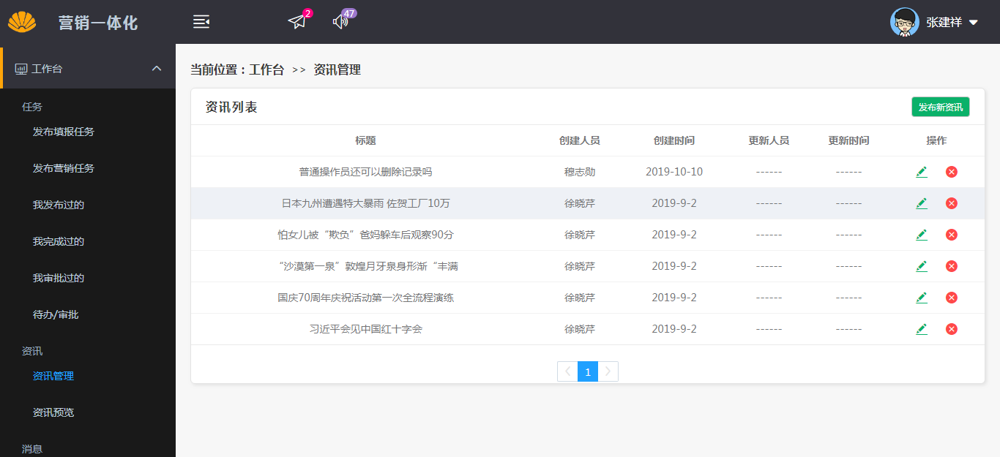 营销一体化
2
47
张建祥
工作台
任务
发布填报任务
发布营销任务
我发布过的
我完成过的
我审批过的
待办/审批
资讯
资讯管理
资讯预览
消息
当前位置：工作台 >> 资讯管理
资讯列表 发布新资讯
标题 创建人员 创建时间 更新人员 更新时间 操作
普通操作员还可以删除记录吗 穆志勋 2019-10-10 ------ ------
日本九州遭遇特大暴雨 佐贺工厂10万 徐晓芹 2019-9-2 ------ ------
怕女儿被“欺负”爸妈躲车后观察90分 徐晓芹 2019-9-2 ------ ------
“沙漠第一泉”敦煌月牙泉身形渐“丰满 徐晓芹 2019-9-2 ------ ------
国庆70周年庆祝活动第一次全流程演练 徐晓芹 2019-9-2 ------ ------
习近平会见中国红十字会 徐晓芹 2019-9-2 ------ ------
1